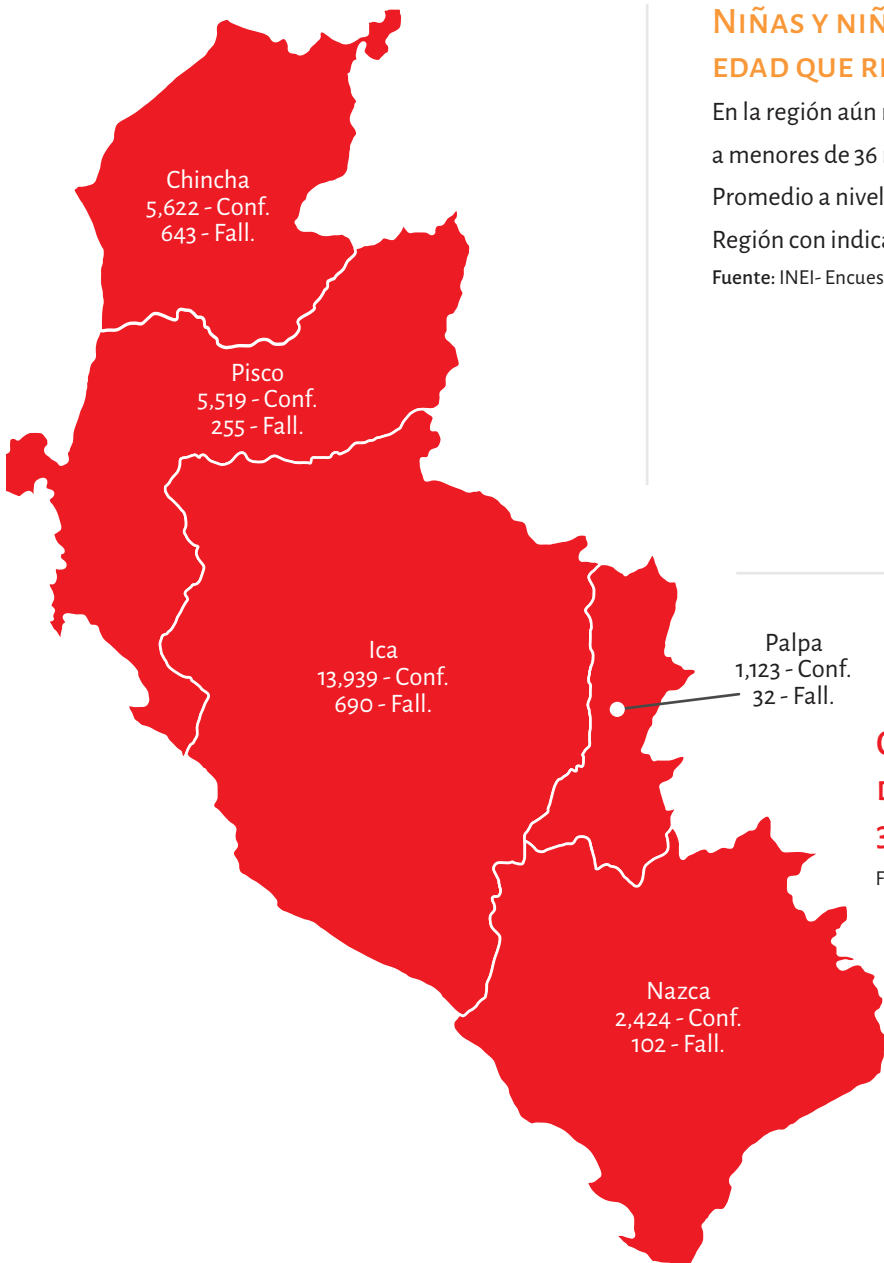 NIÑAS Y NIÑ
EDAD QUE
En la región aún
a menores de 36
Promedio a nivel
Región con indica
Fuente: INEI- Encues
Chincha
5,622 - Conf.
643 - Fall.
Pisco
5,519 - Conf.
255 - Fall.
Ica
13,939 - Conf.
690 - Fall.
Palpa
1,123 - Conf.
32 - Fall.
Nazca
2,424 - Conf.
102 - Fall.